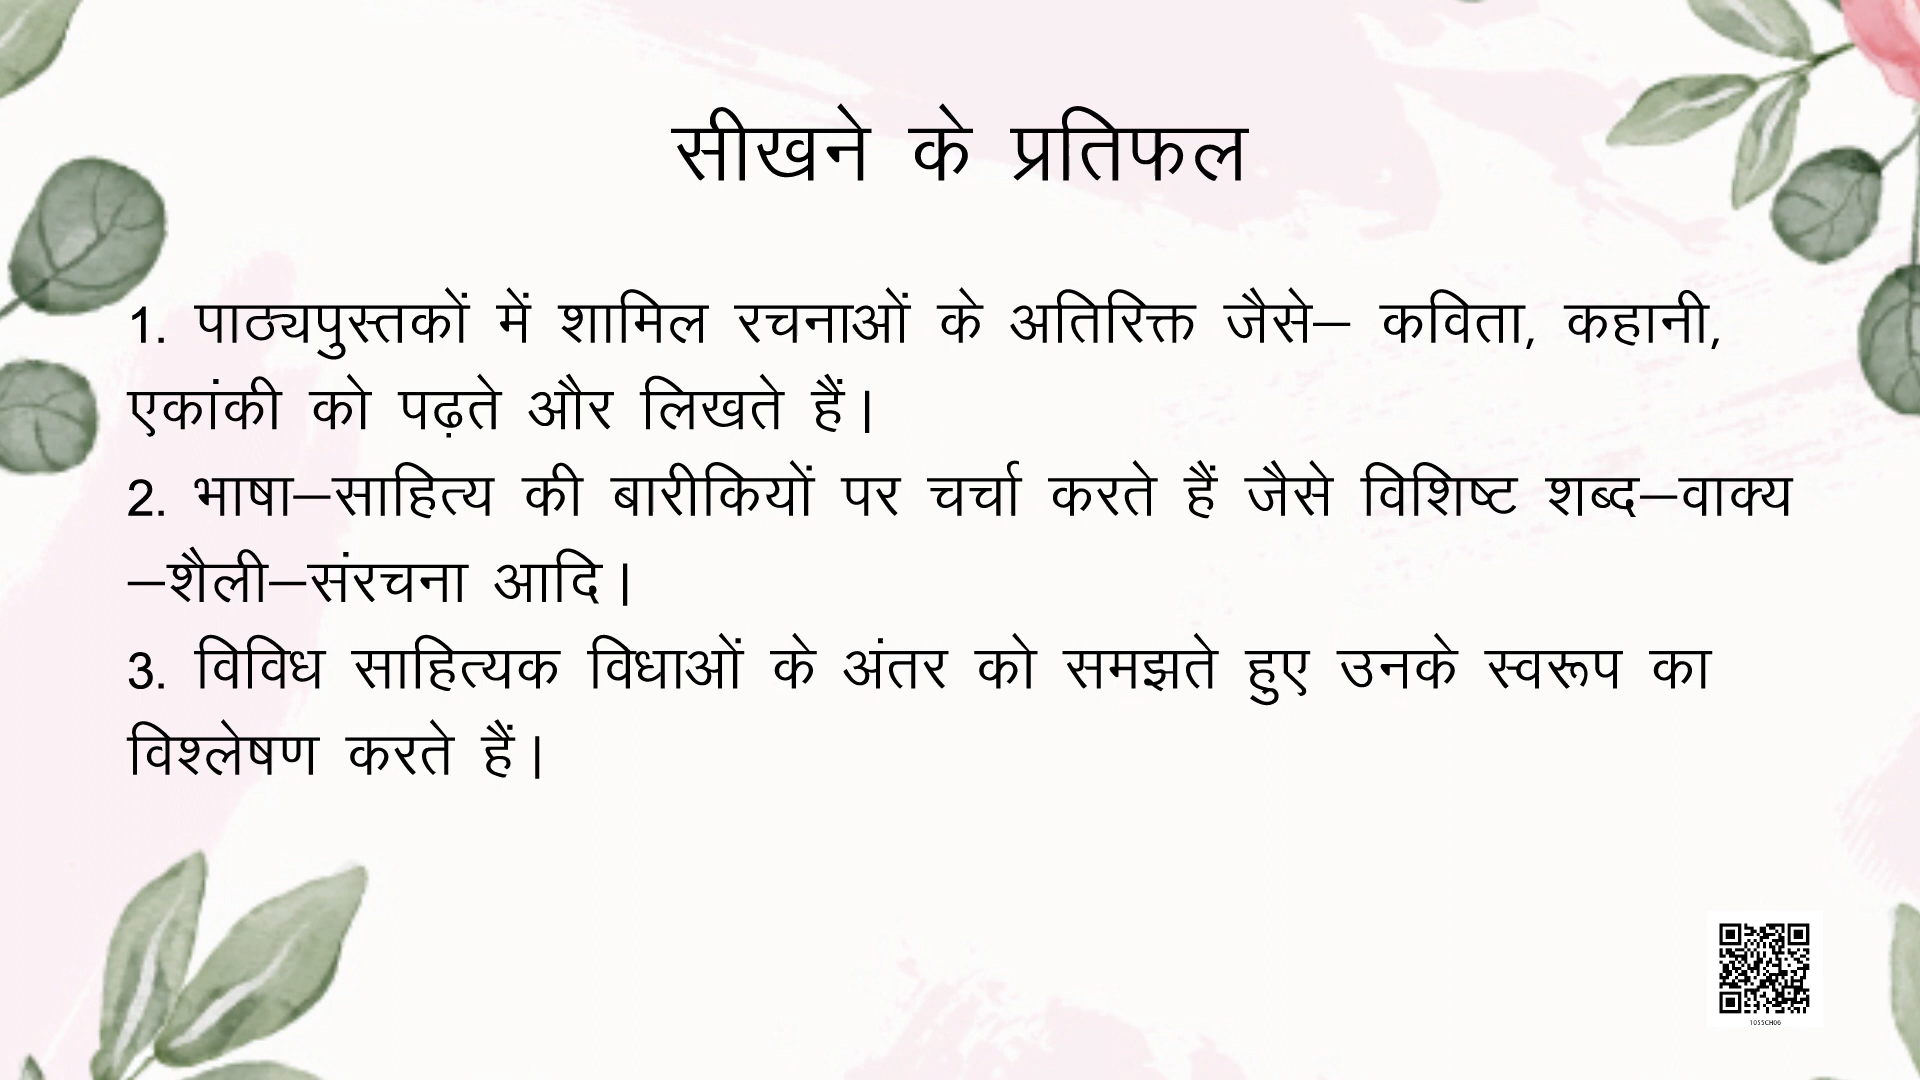 सीखने के प्रतिफल
1. पाठ्यपुस्तकों में शामिल रचनाओं के अतिरिक्त जैसे– कविता, कहानी,
एकांकी को पढ़ते और लिखते हैं।
2. भाषा–साहित्य की बारीकियों पर चर्चा करते हैं जैसे विशिष्ट शब्द–वाक्य
–शैली–संरचना आदि।
3. विविध साहित्यक विधाओं के अंतर को समझते हुए उनके स्वरूप का
विश्लेषण करते हैं।
1055CH06